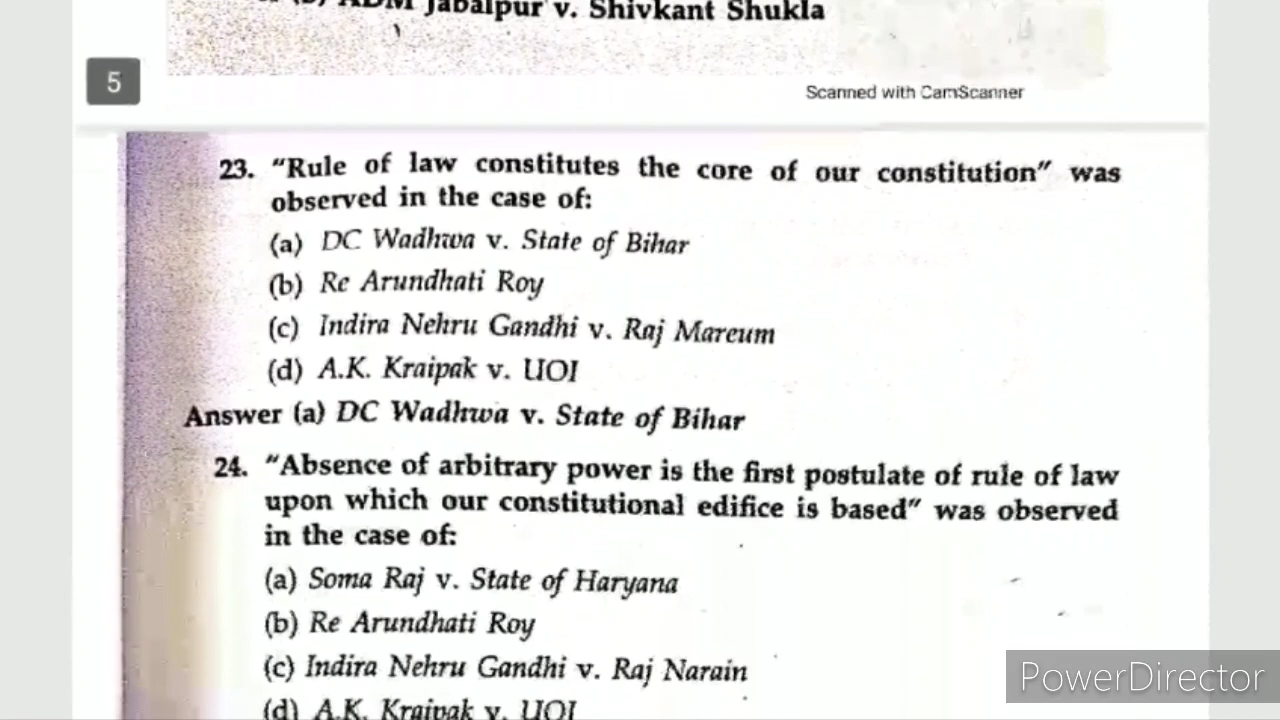 ADM Jabalpur v. Shivkant Shukla
5
Scanned with CamScanner
23. "Rule of law constitutes the core of our constitution" was
observed in the case of:
(a) DC Wadhwa v. State of Bihar
(b) Re Arundhati Roy
(c) Indira Nehru Gandhi v. Raj Mareum
(d) A.K. Kraipak v. UOI
Answer (a) DC Wadhwa v. State of Bihar
24. "Absence of arbitrary power is the first postulate of rule of law
upon which our constitutional edifice is based" was observed
in the case of:
(a) Soma Raj v. State of Haryana
(b) Re Arundhati Roy
(c) Indira Nehru Gandhi v. Raj Narain
(d) A.K. Kraipak v. UOI
PowerDirector